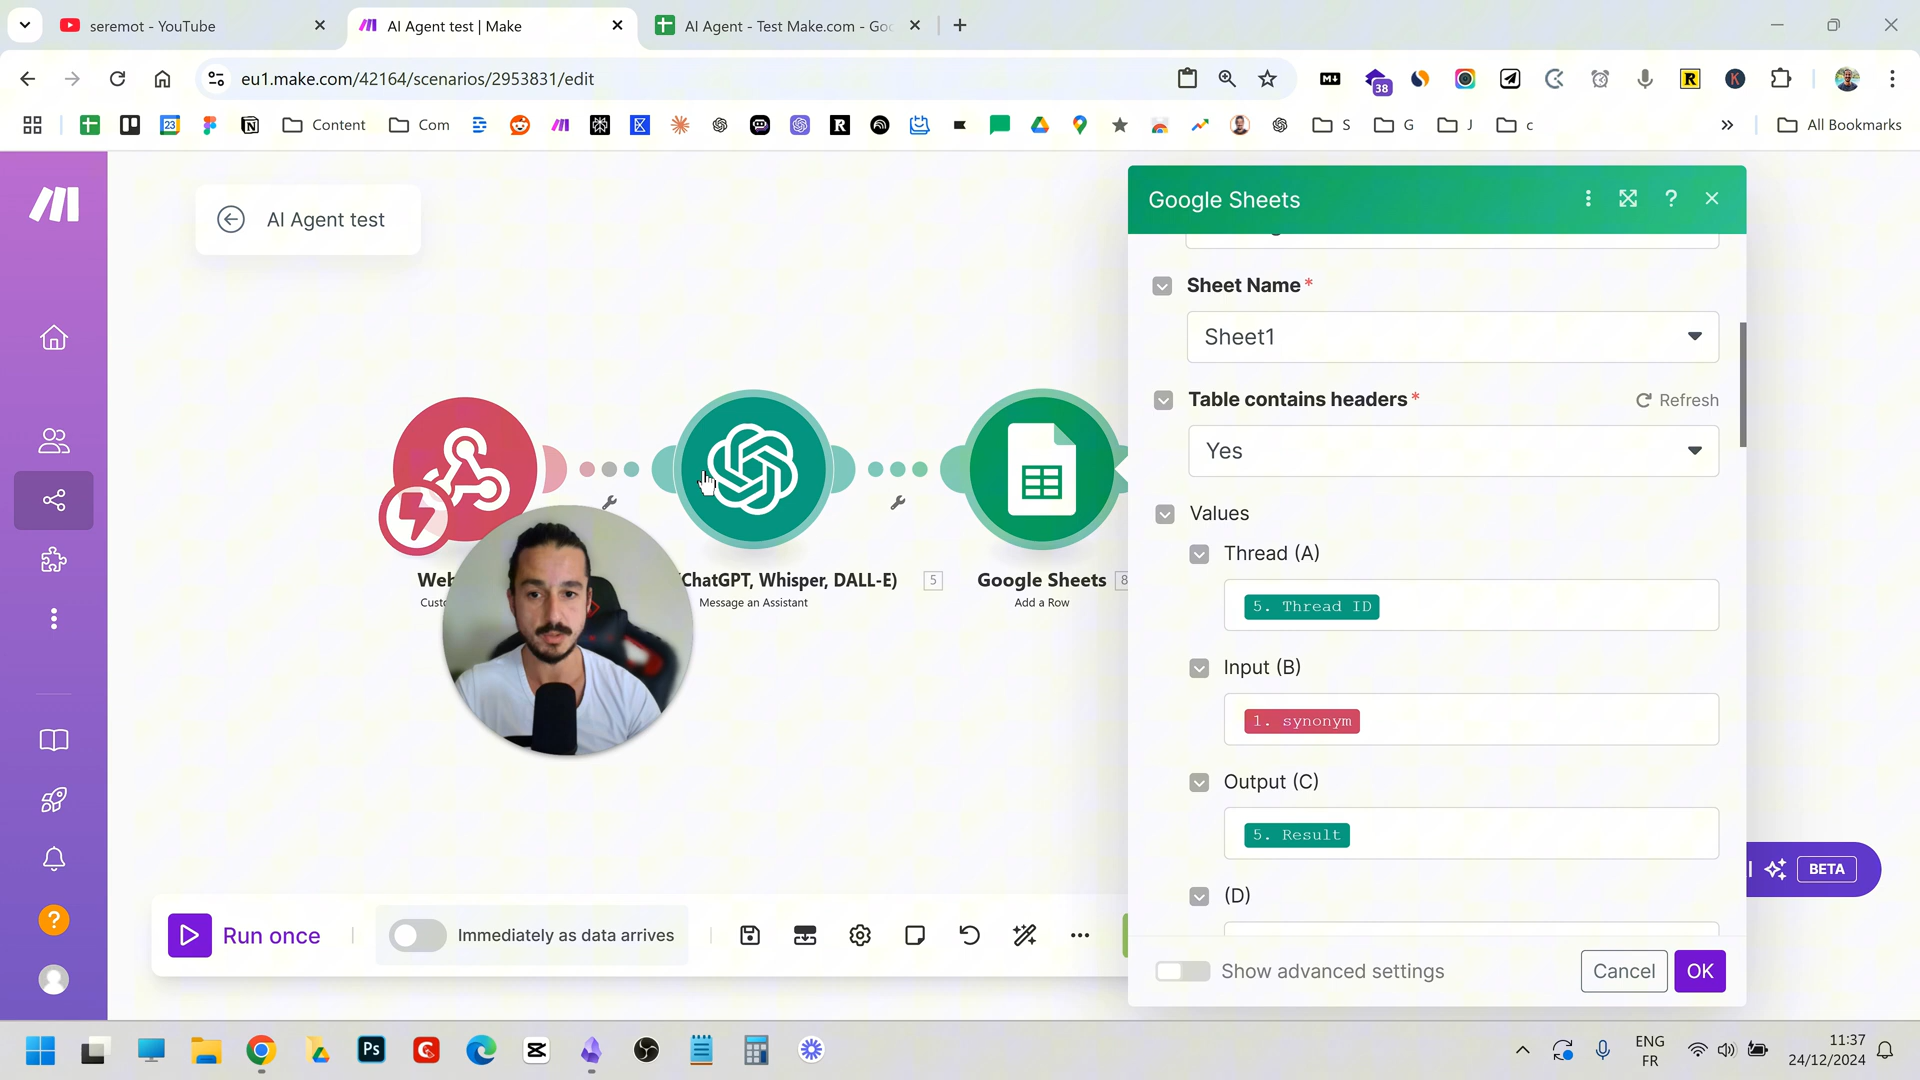 seremot - YouTube
AI Agent test | Make
AI Agent - Test Make.com - Goo
eu1.make.com/42164/scenarios/2953831/edit
38
23
Content
Com
S
G
J
c
All Bookmarks
AI Agent test
Google Sheets
Sheet Name *
Sheet1
Table contains headers *
Refresh
Yes
Values
Thread (A)
5. Thread ID
Input (B)
1. synonym
Output (C)
5. Result
(D)
Show advanced settings
Cancel
OK
Web
Custo
(ChatGPT, Whisper, DALL-E)
5
Message an Assistant
Google Sheets
8
Add a Row
BETA
Run once
Immediately as data arrives
ENG
FR
11:37
24/12/2024